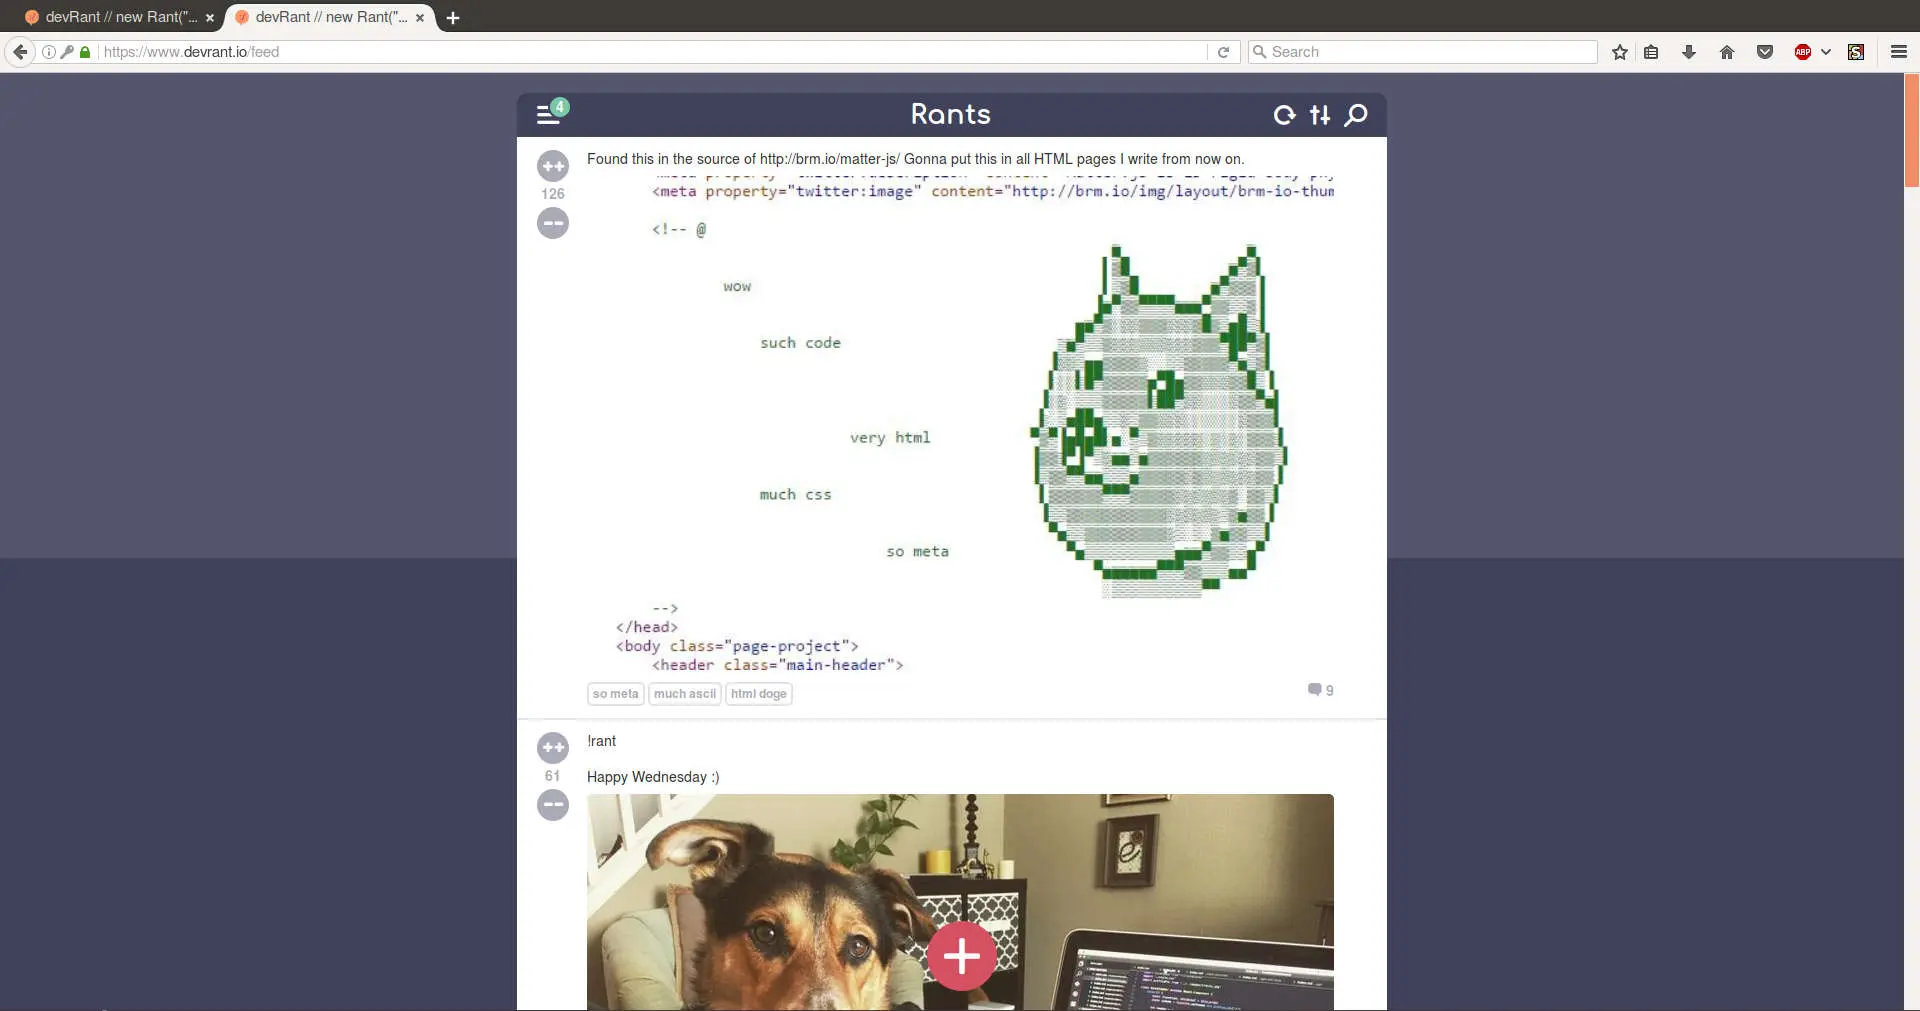 devRant // new Rant("...
devRant // new Rant("...
https://www.devrant.io/feed
Search
ABP
S
4
Rants
++
126
--
Found this in the source of http://brm.io/matter-js/ Gonna put this in all HTML pages I write from now on.
<meta property="twitter:image" content="http://brm.io/img/layout/brm-io-thum
<!-- @
wow
such code
very html
much css
so meta
-->
</head>
<body class="page-project">
<header class="main-header">
so meta
much ascii
html doge
9
++
61
--
!rant
Happy Wednesday :)
e
+